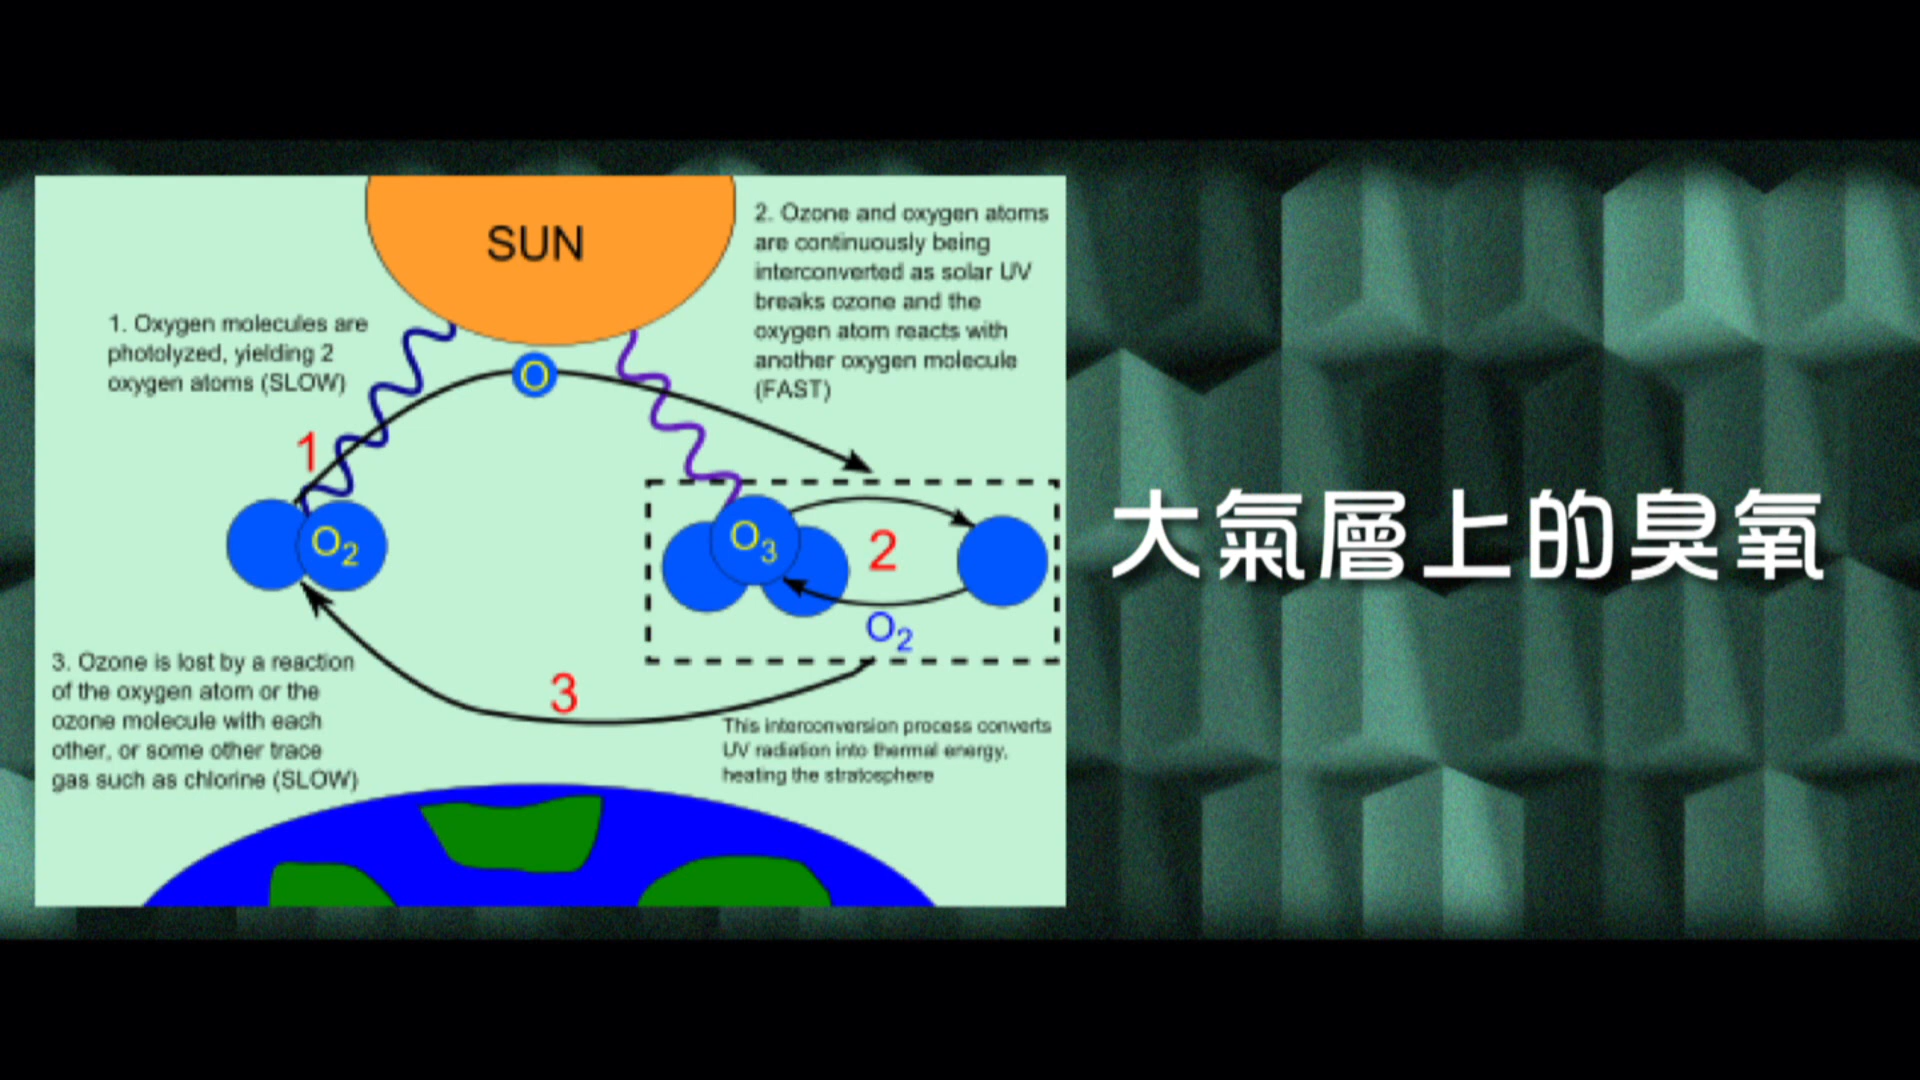 SUN
1. Oxygen molecules are
photolyzed, yielding 2
oxygen atoms (SLOW)
2. Ozone and oxygen atoms
are continuously being
interconverted as solar UV
breaks ozone and the
oxygen atom reacts with
another oxygen molecule
(FAST)
O
1
O₂
O₃
2
O₂
3
3. Ozone is lost by a reaction
of the oxygen atom or the
ozone molecule with each
other, or some other trace
gas such as chlorine (SLOW)
This interconversion process converts
UV radiation into thermal energy,
heating the stratosphere
大氣層上的臭氧